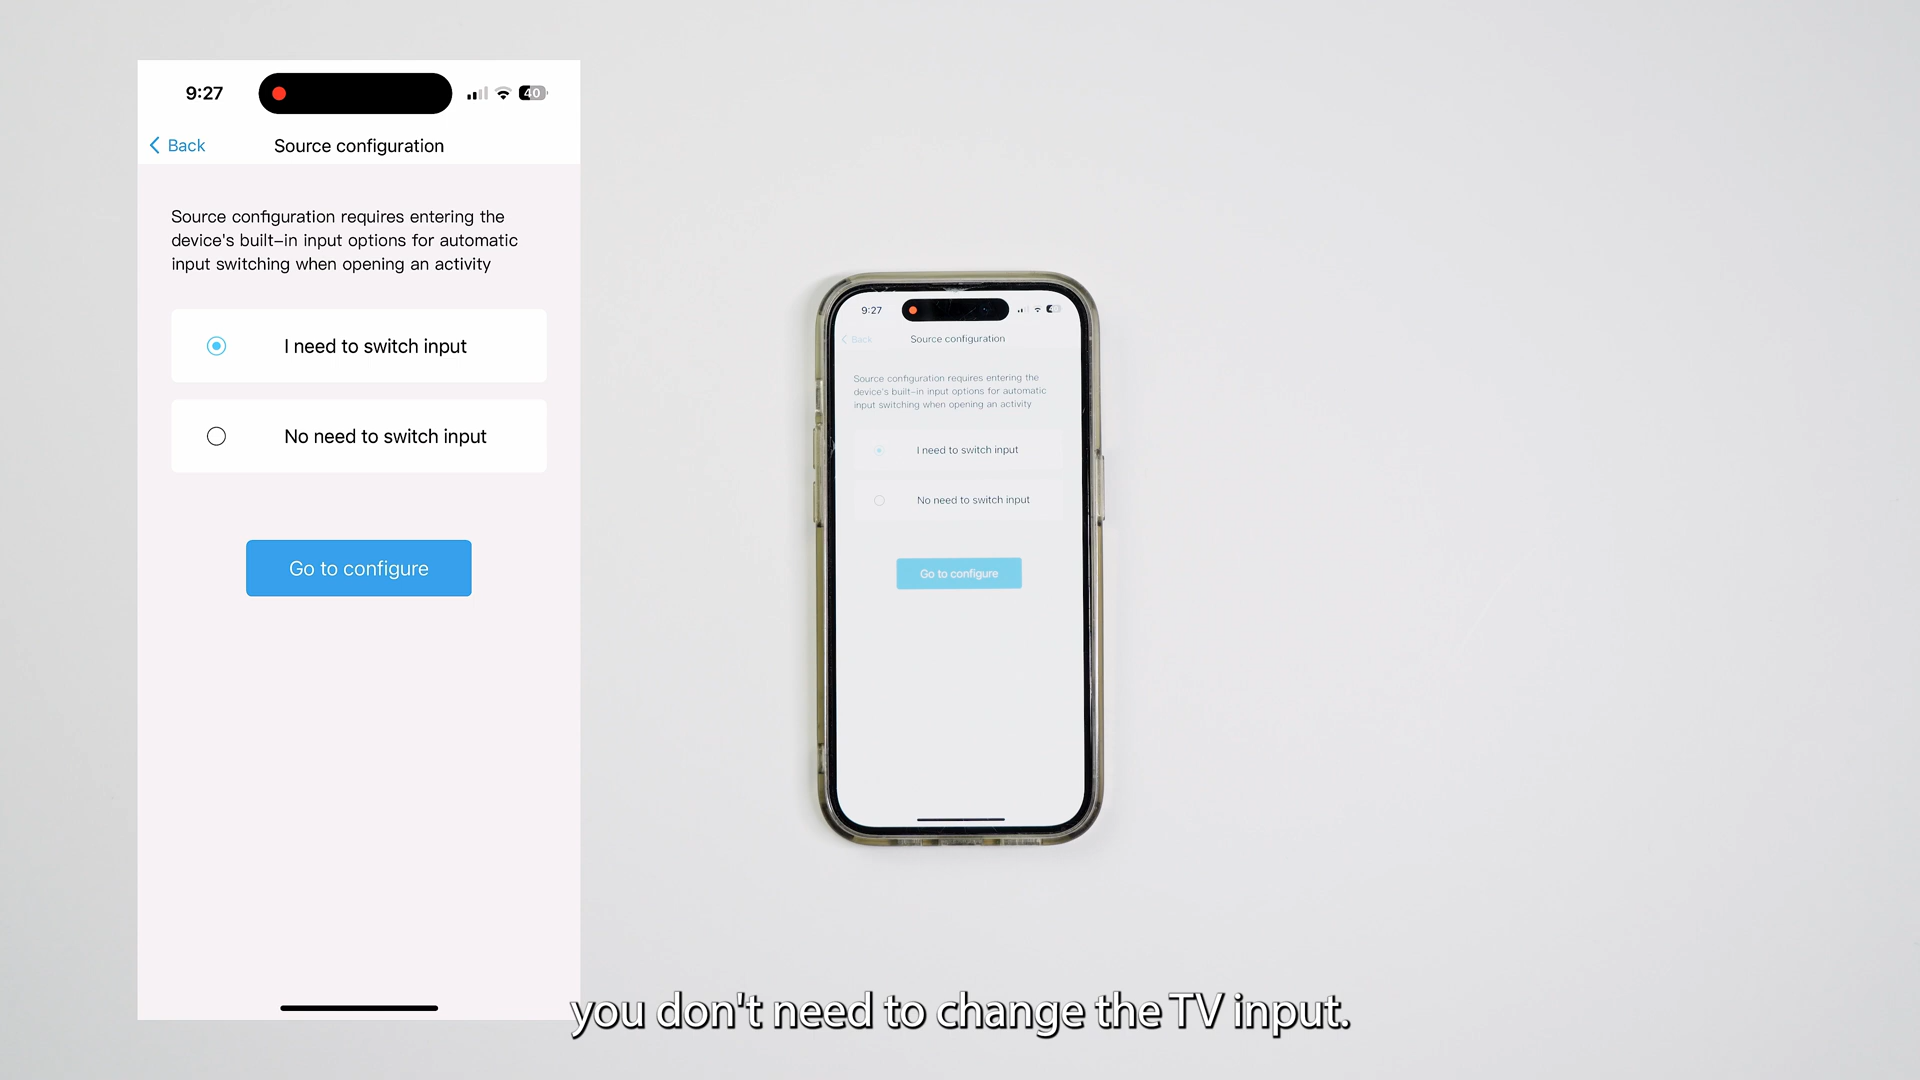 9:27
40
Back
Source configuration
Source configuration requires entering the
device's built-in input options for automatic
input switching when opening an activity
I need to switch input
No need to switch input
Go to configure
9:27
Back
Source configuration
Source configuration requires entering the
device's built-in input options for automatic
input switching when opening an activity
I need to switch input
No need to switch input
Go to configure
you don't need to change the TV input.